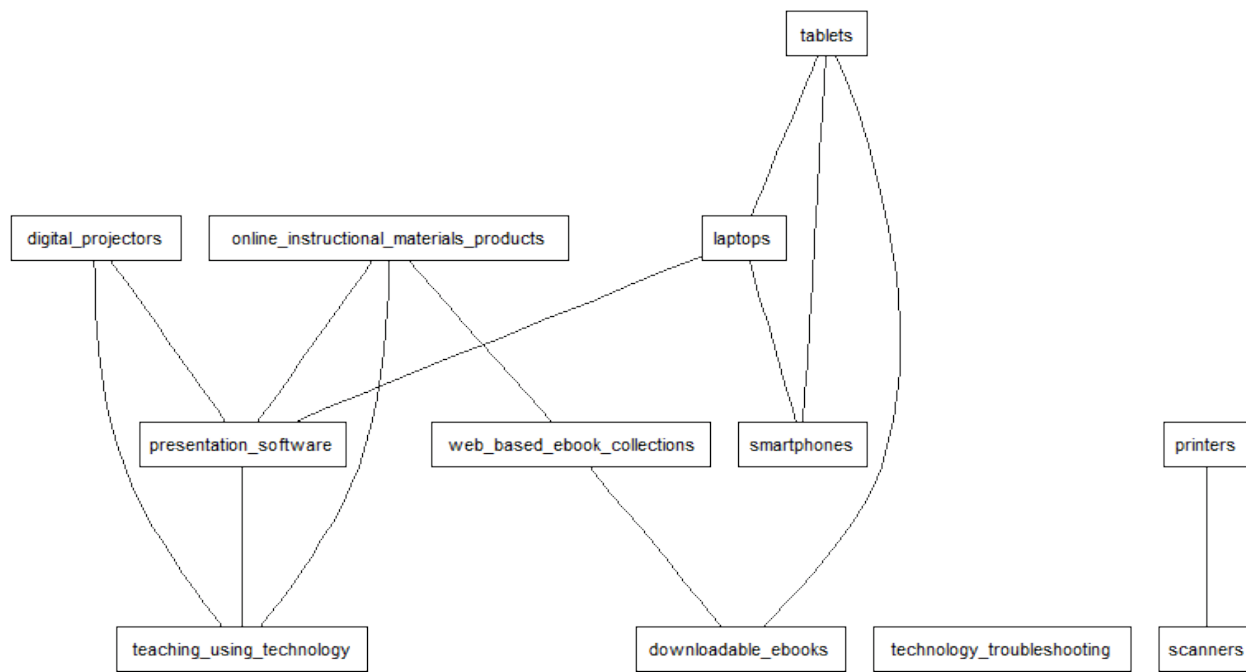 tablets
digital_projectors
online_instructional_materials_products
laptops
presentation_software
web_based_ebook_collections
smartphones
printers
teaching_using_technology
downloadable_ebooks
technology_troubleshooting
scanners